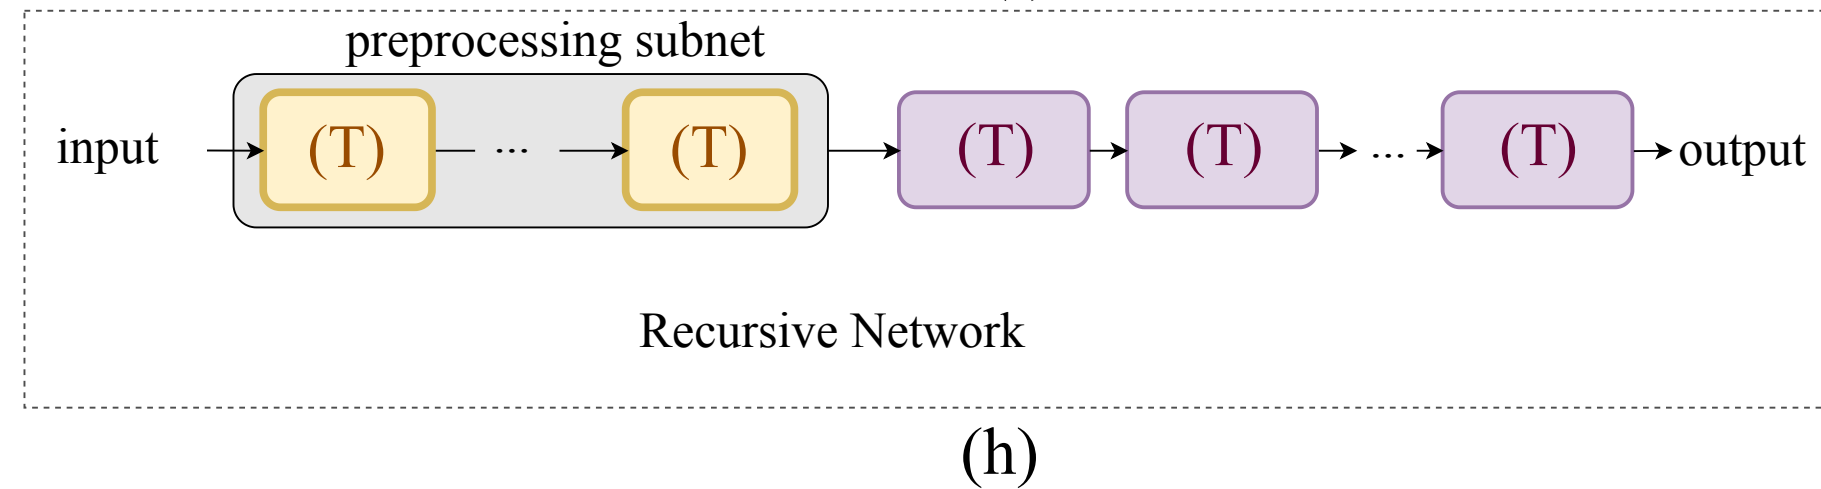 preprocessing subnet
input (T) ... (T) (T) (T) ... (T) output
Recursive Network
(h)